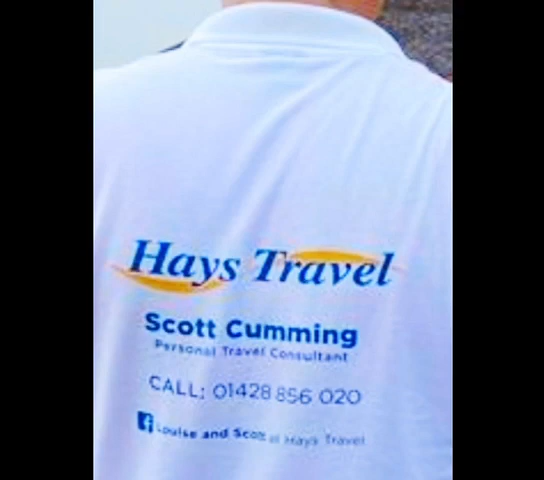 Hays Travel
Scott Cumming
Personal Travel Consultant
CALL: 01428 856 020
Louise and Scott at Hays Travel